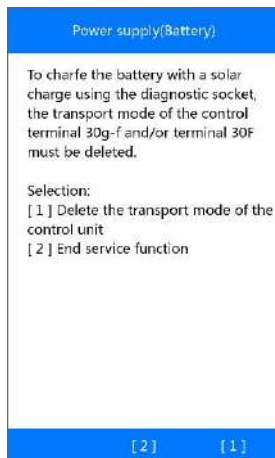 Power supply(Battery)
To charfe the battery with a solar
charge using the diagnostic socket,
the transport mode of the control
terminal 30g-f and/or terminal 30F
must be deleted.
Selection:
[ 1 ] Delete the transport mode of the
control unit
[ 2 ] End service function
[ 2 ] [ 1 ]